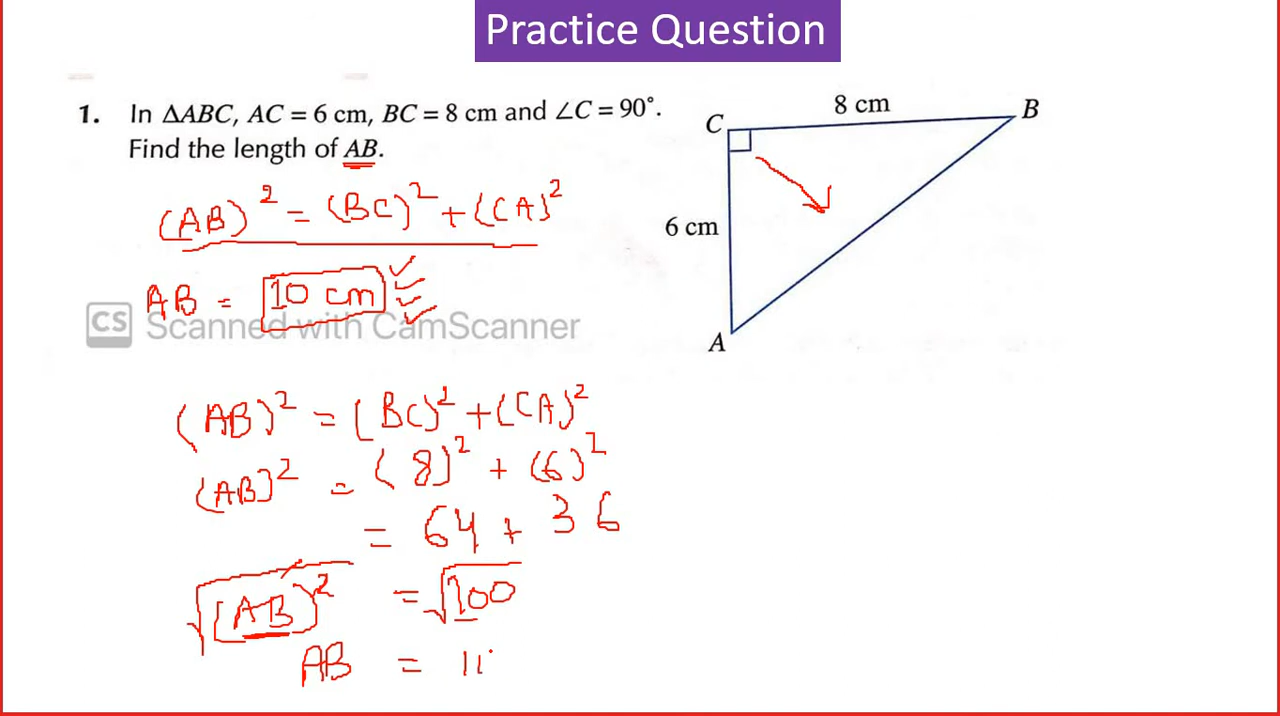 Practice Question
1. In ΔABC, AC = 6 cm, BC = 8 cm and ∠C = 90°.
Find the length of AB.
(AB)² = (BC)² + (CA)²
AB = 10 cm
CS Scanned with CamScanner
C
8 cm
B
6 cm
A
(AB)² = (BC)² + (CA)²
(AB)² = (8)² + (6)²
= 64 + 36
√(AB)² = √100
AB =